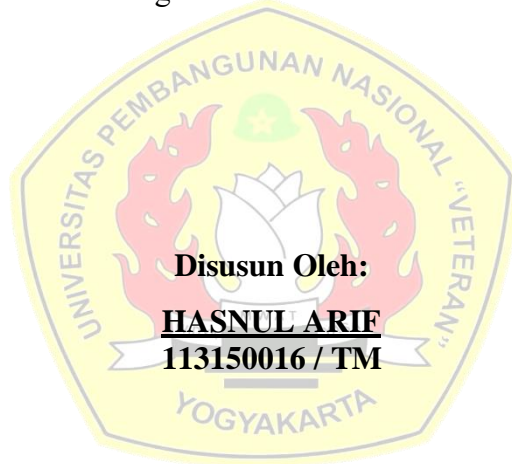 g
UNIVERSITAS PEMBANGUNAN NASIONAL "VETERAN"
Disusun Oleh:
HASNUL ARIF
113150016 / TM
YOGYAKARTA